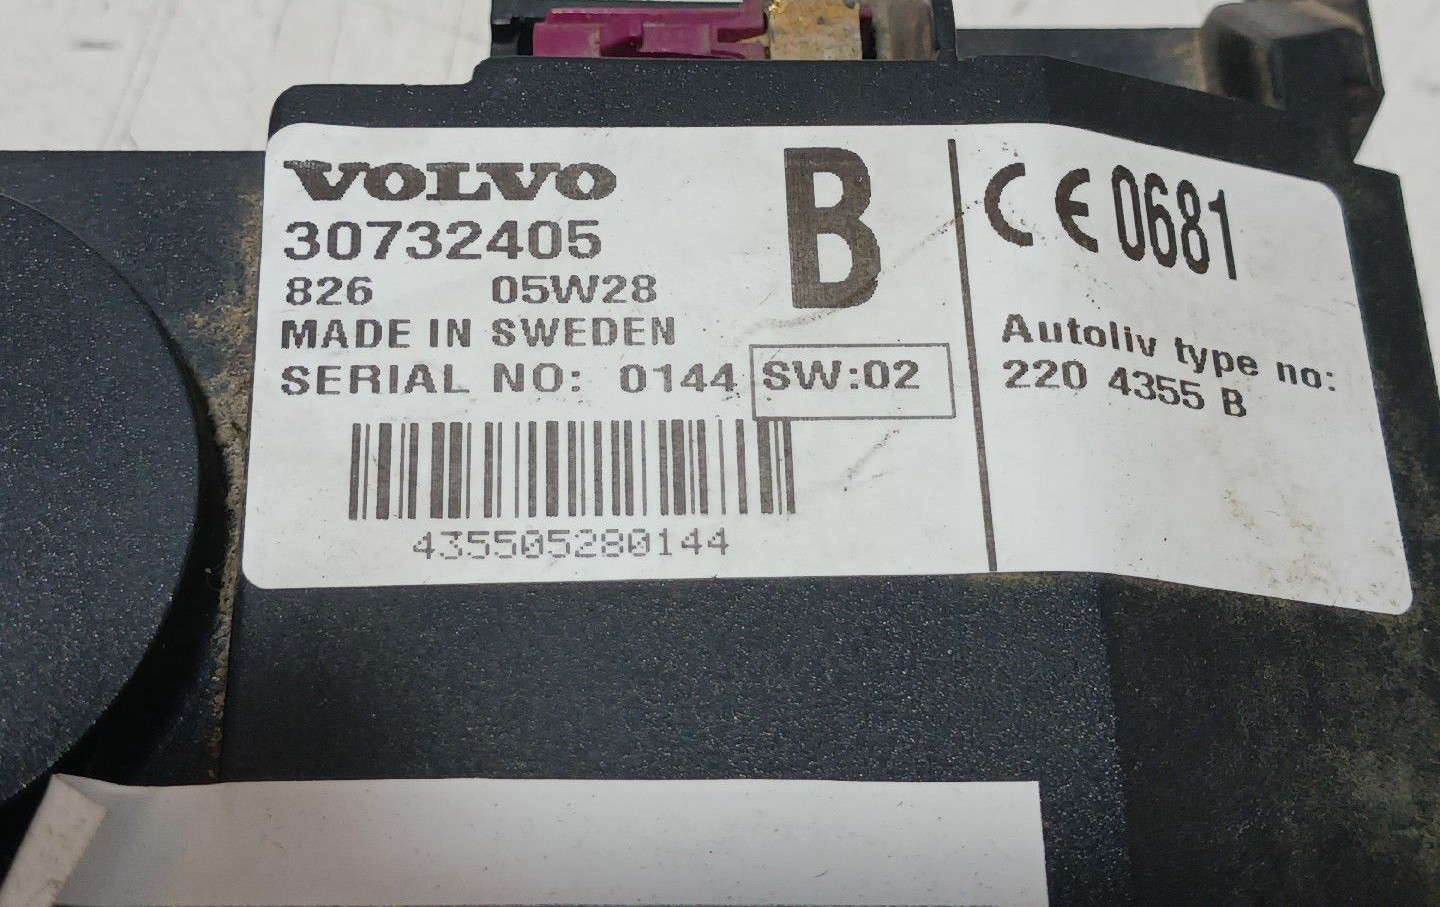 VOLVO
30732405
826 05W28
MADE IN SWEDEN
SERIAL NO: 0144
SW:02
435505280144
B
CE 0681
Autoliv type no:
220 4355 B